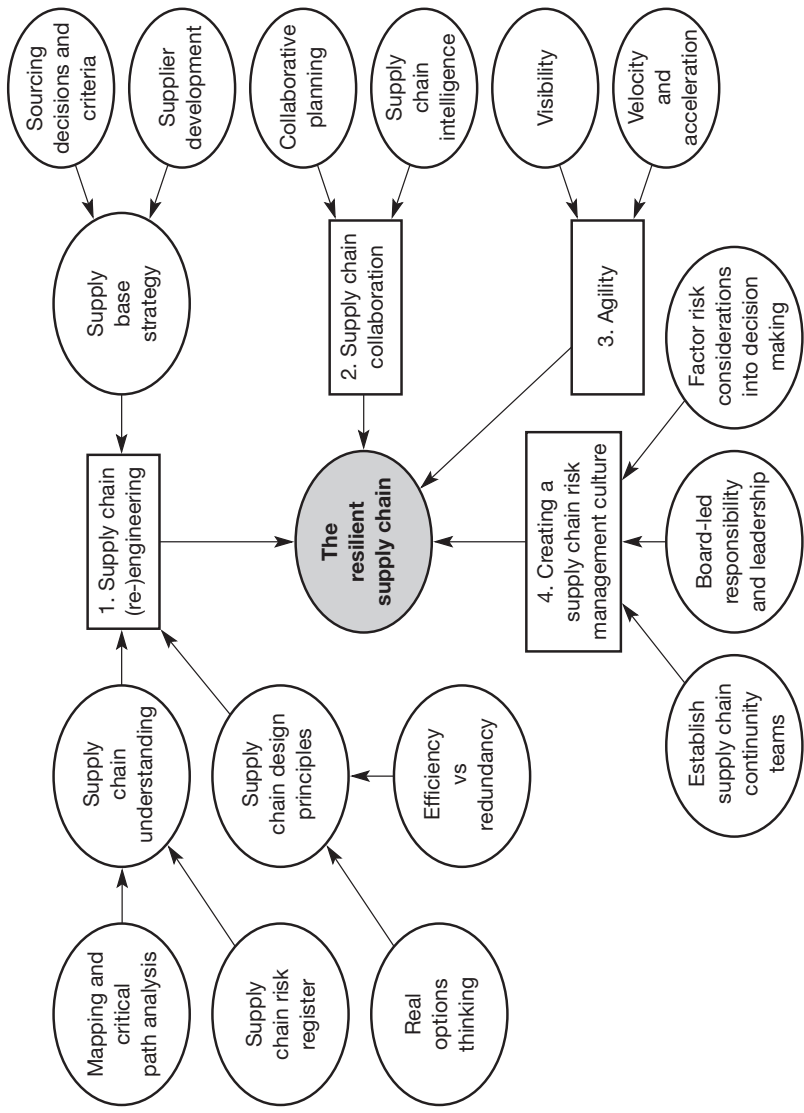 Mapping and
critical
path analysis
Supply
chain
understanding
1. Supply chain
(re-)engineering
Supply
base
strategy
Sourcing
decisions and
criteria
Supplier
development
Supply
chain risk
register
Supply
chain design
principles
Real
options
thinking
Efficiency
vs
redundancy
The
resilient
supply chain
2. Supply chain
collaboration
Collaborative
planning
Supply
chain
intelligence
4. Creating a
supply chain risk
management culture
3. Agility
Visibility
Velocity
and
acceleration
Establish
supply chain
continunity
teams
Board-led
responsibility
and leadership
Factor risk
considerations
into decision
making